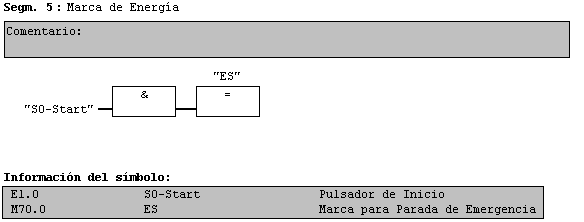 Segm. 5 : Marca de Energía
Comentario:
"ES"
& =
"S0-Start"
Información del símbolo:
E1.0 S0-Start Pulsador de Inicio
M70.0 ES Marca para Parada de Emergencia